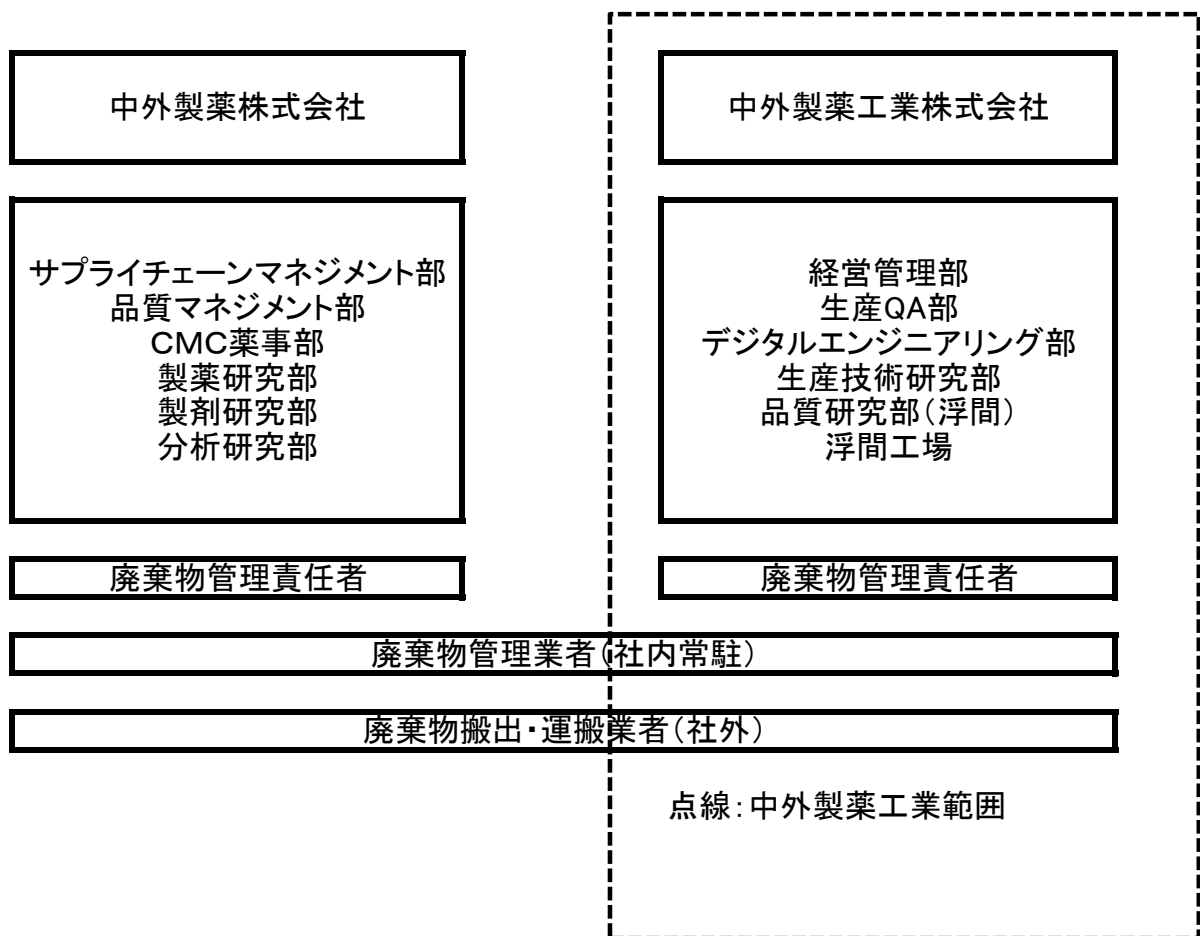 中外製薬株式会社
サプライチェーンマネジメント部
品質マネジメント部
CMC薬事部
製薬研究部
製剤研究部
分析研究部
廃棄物管理責任者
中外製薬工業株式会社
経営管理部
生産QA部
デジタルエンジニアリング部
生産技術研究部
品質研究部(浮間)
浮間工場
廃棄物管理責任者
廃棄物管理業者(社内常駐)
廃棄物搬出・運搬業者(社外)
点線:中外製薬工業範囲